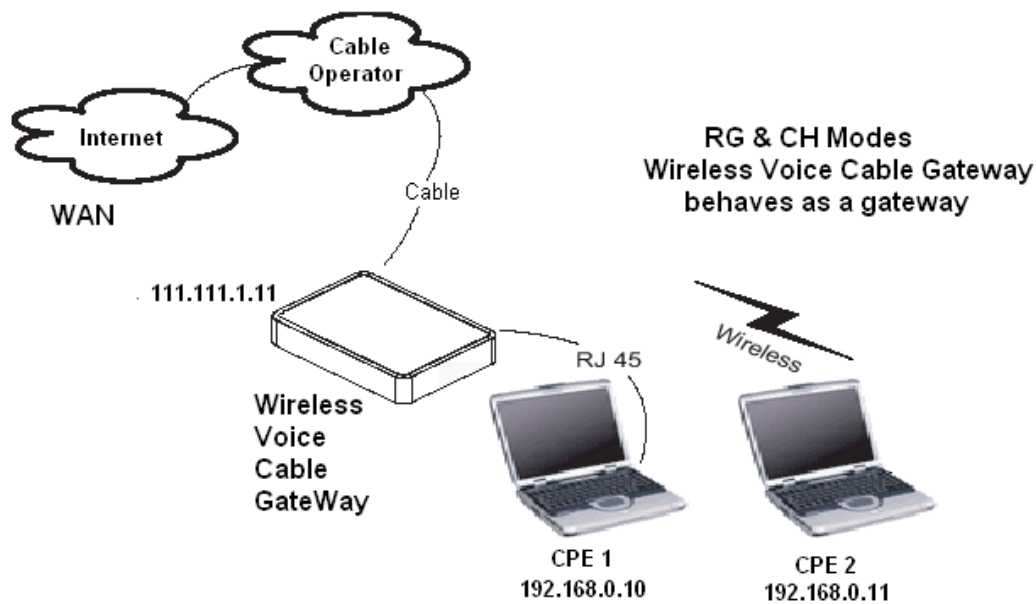 Cable
Operator
Internet
WAN
Cable
RG & CH Modes
Wireless Voice Cable Gateway
behaves as a gateway
111.111.1.11
Wireless
Voice
Cable
GateWay
RJ 45
Wireless
CPE 1
192.168.0.10
CPE 2
192.168.0.11